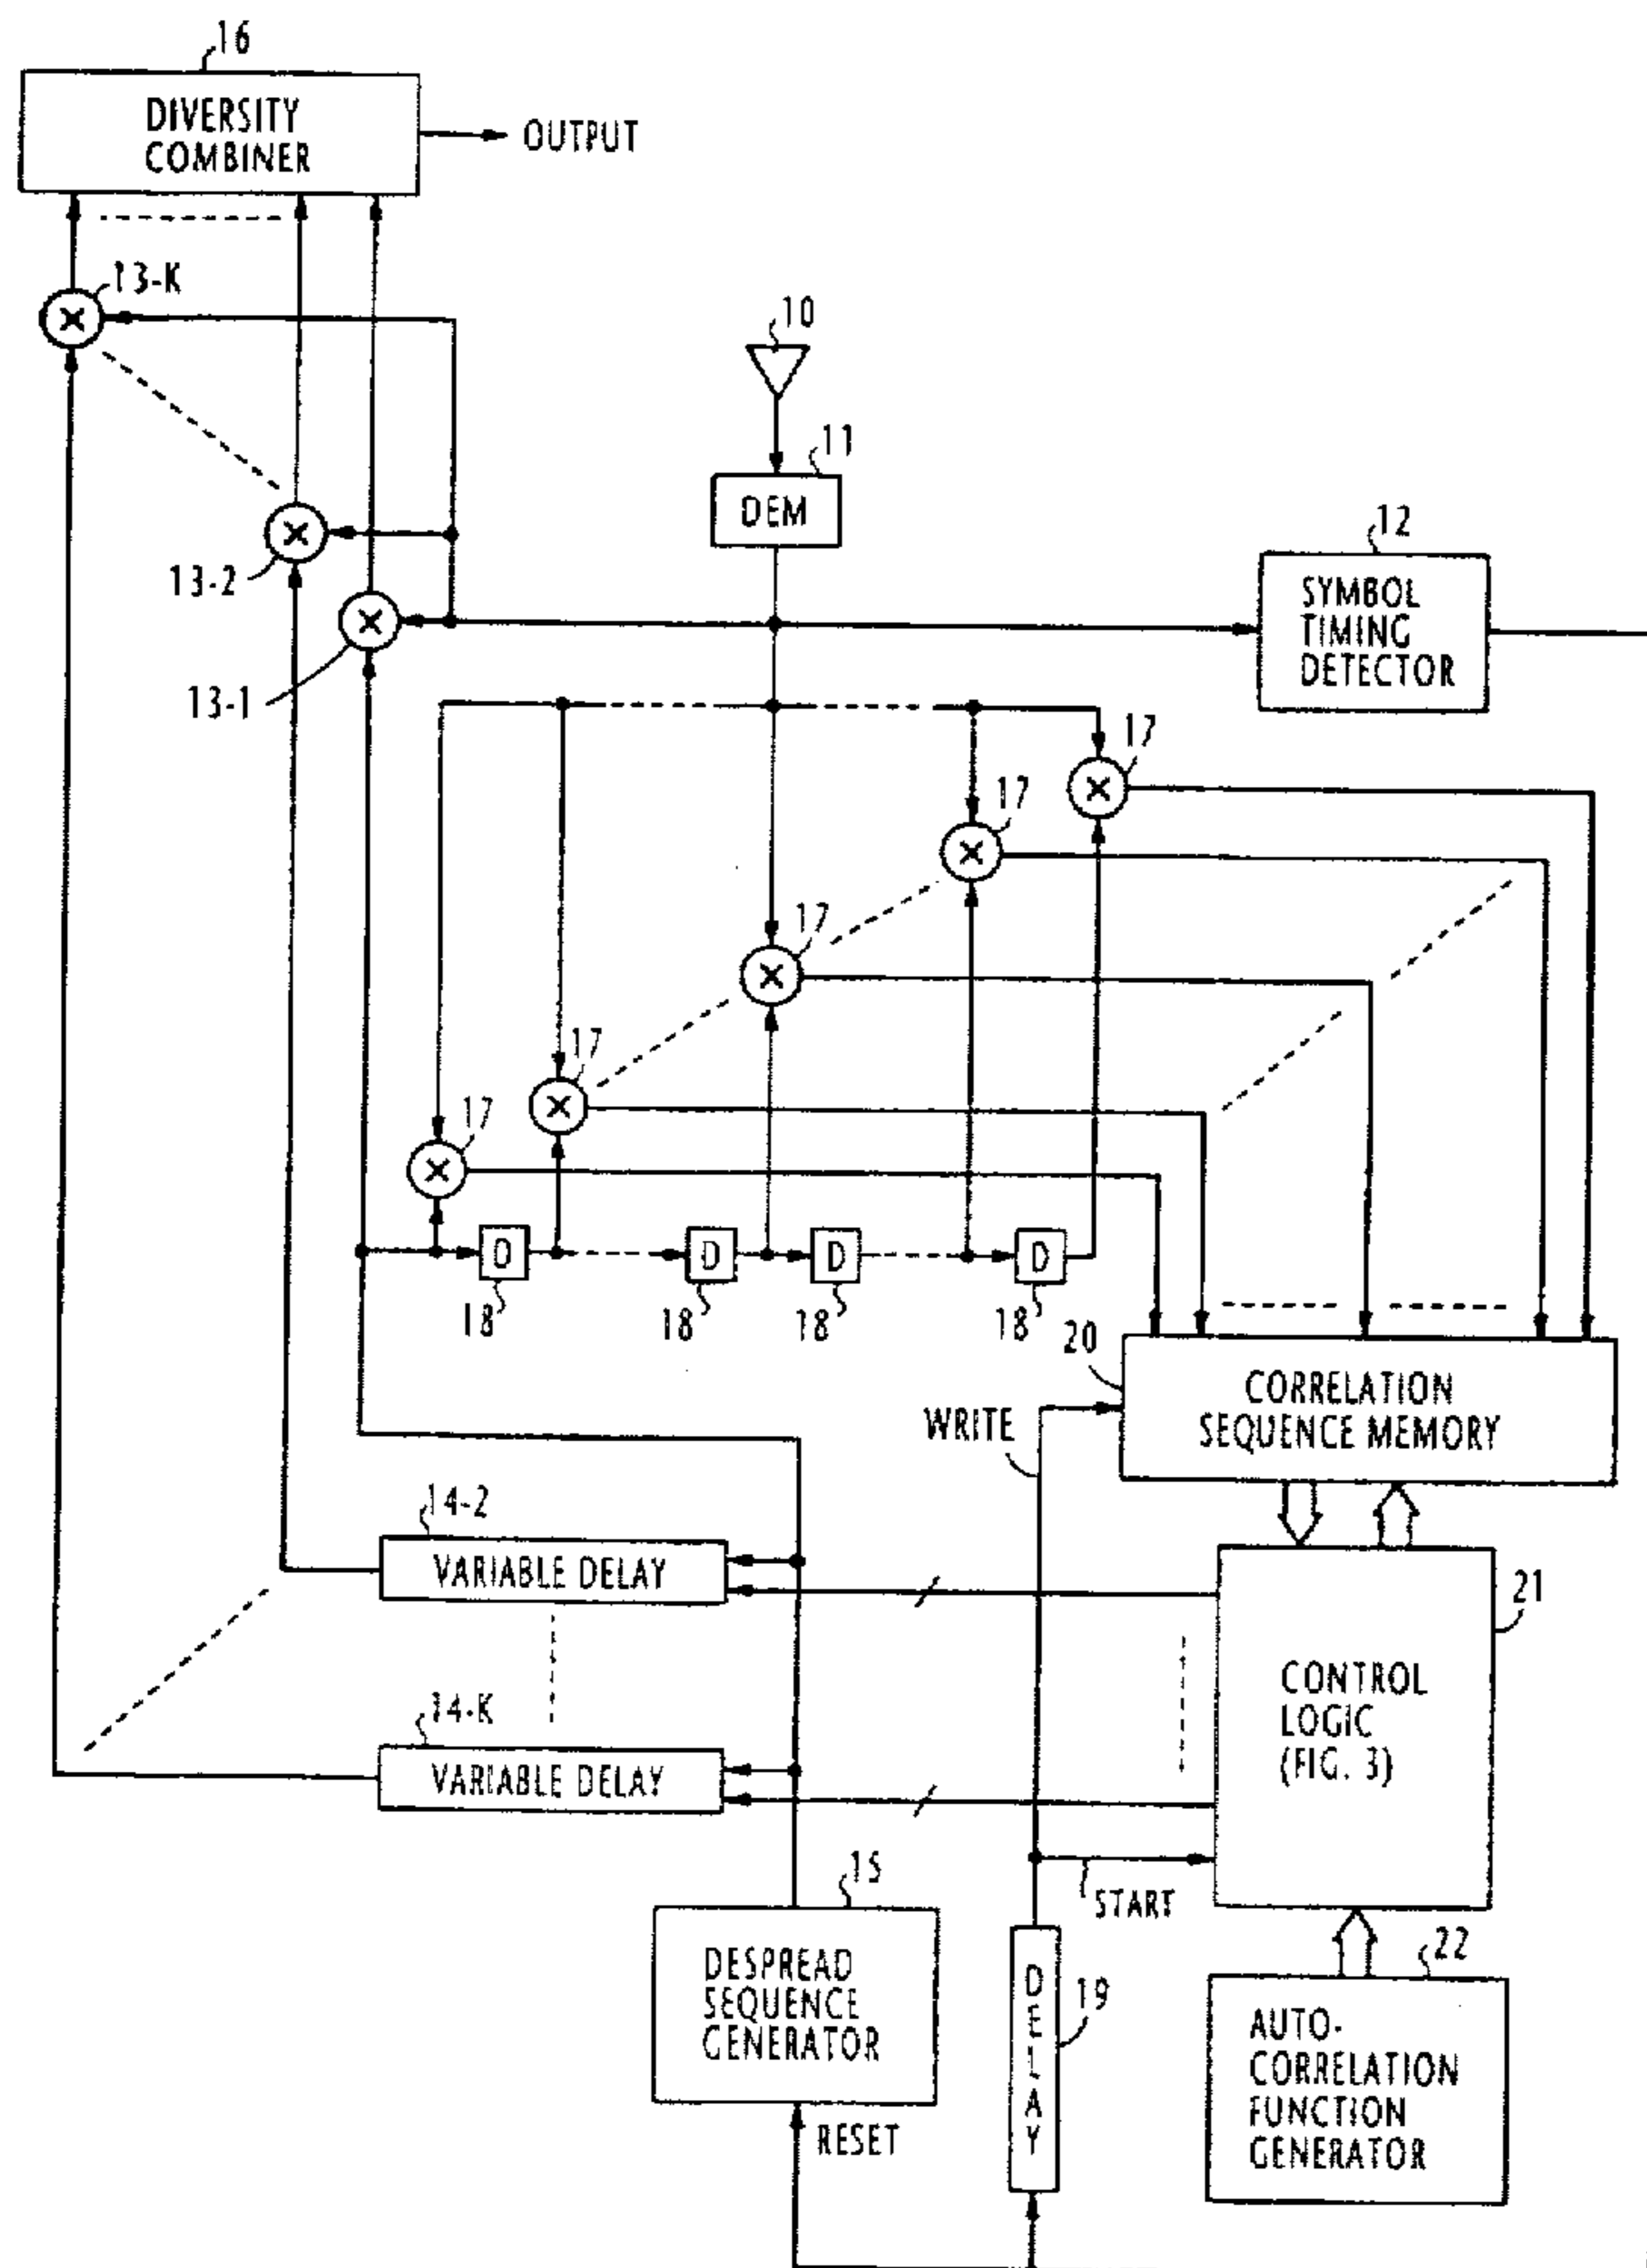 16
DIVERSITY
COMBINER
OUTPUT
13-K
×
10
11
DEM
13-2
×
12
SYMBOL
TIMING
DETECTOR
13-1
×
17
×
17
×
17
×
17
×
17
×
D
D
D
D
18
18
18
18
20
CORRELATION
SEQUENCE MEMORY
WRITE
14-2
VARIABLE DELAY
21
CONTROL
LOGIC
(FIG. 3)
14-K
VARIABLE DELAY
15
START
DESPREAD
SEQUENCE
GENERATOR
DELAY
19
22
AUTO-
CORRELATION
FUNCTION
GENERATOR
RESET